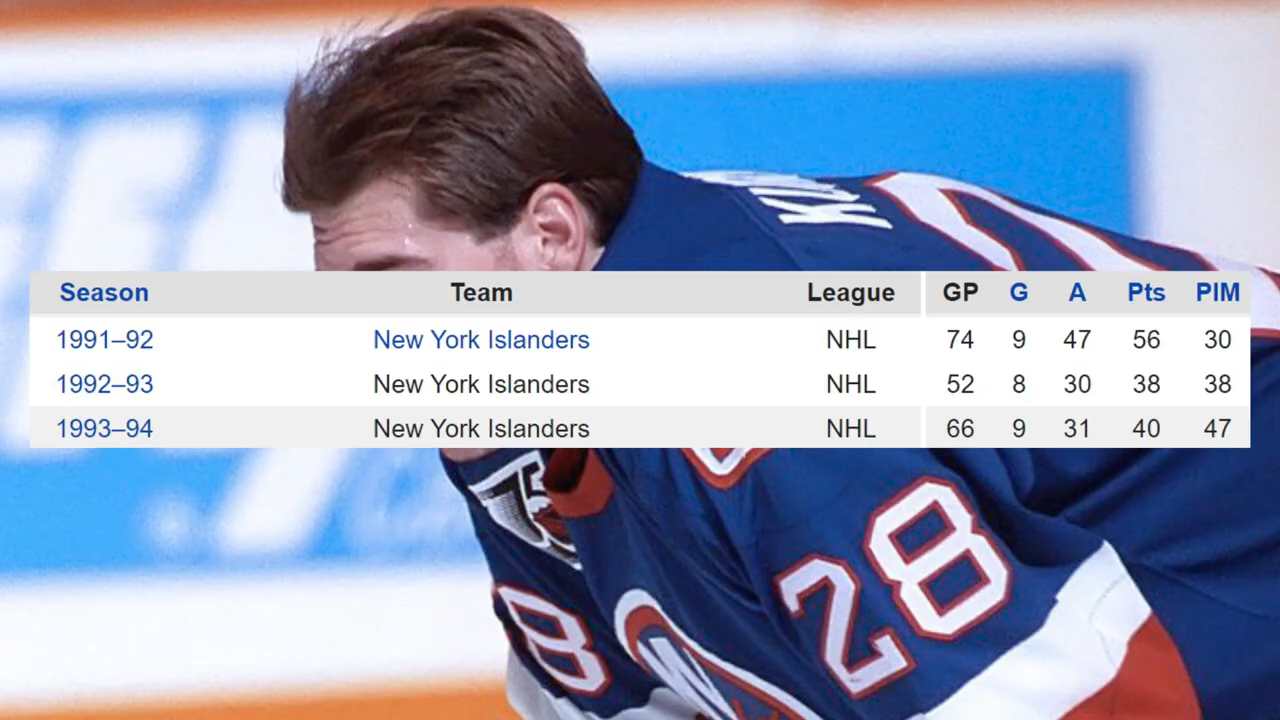 Season Team League GP G A Pts PIM
1991–92 New York Islanders NHL 74 9 47 56 30
1992–93 New York Islanders NHL 52 8 30 38 38
1993–94 New York Islanders NHL 66 9 31 40 47
75
28
8